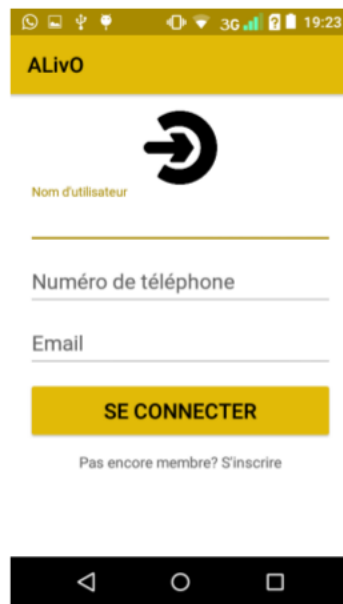 3G 19:23
ALivO
Nom d'utilisateur
Numéro de téléphone
Email
SE CONNECTER
Pas encore membre? S'inscrire